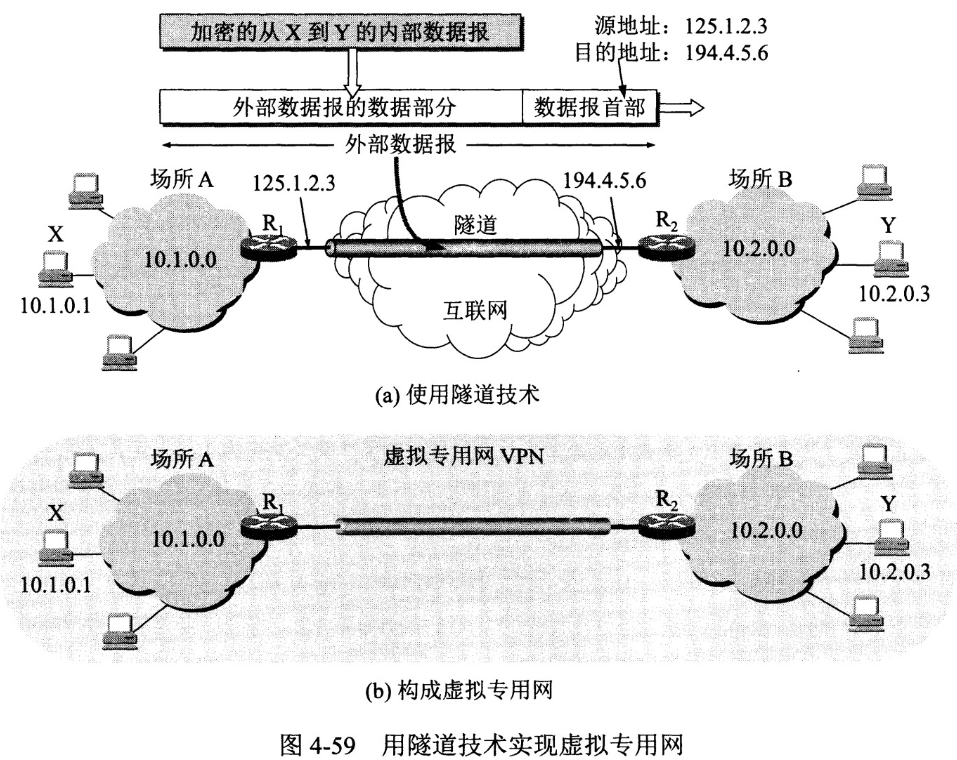 加密的从 X 到 Y 的内部数据报
源地址：125.1.2.3
目的地址：194.4.5.6
外部数据报的数据部分 数据报首部
外部数据报
场所 A 125.1.2.3 194.4.5.6 场所 B
X R1 隧道 R2 Y
10.1.0.0 10.2.0.0
10.1.0.1 互联网 10.2.0.3
(a) 使用隧道技术
场所 A 虚拟专用网 VPN 场所 B
X R1 R2 Y
10.1.0.0 10.2.0.0
10.1.0.1 10.2.0.3
(b) 构成虚拟专用网
图 4-59 用隧道技术实现虚拟专用网